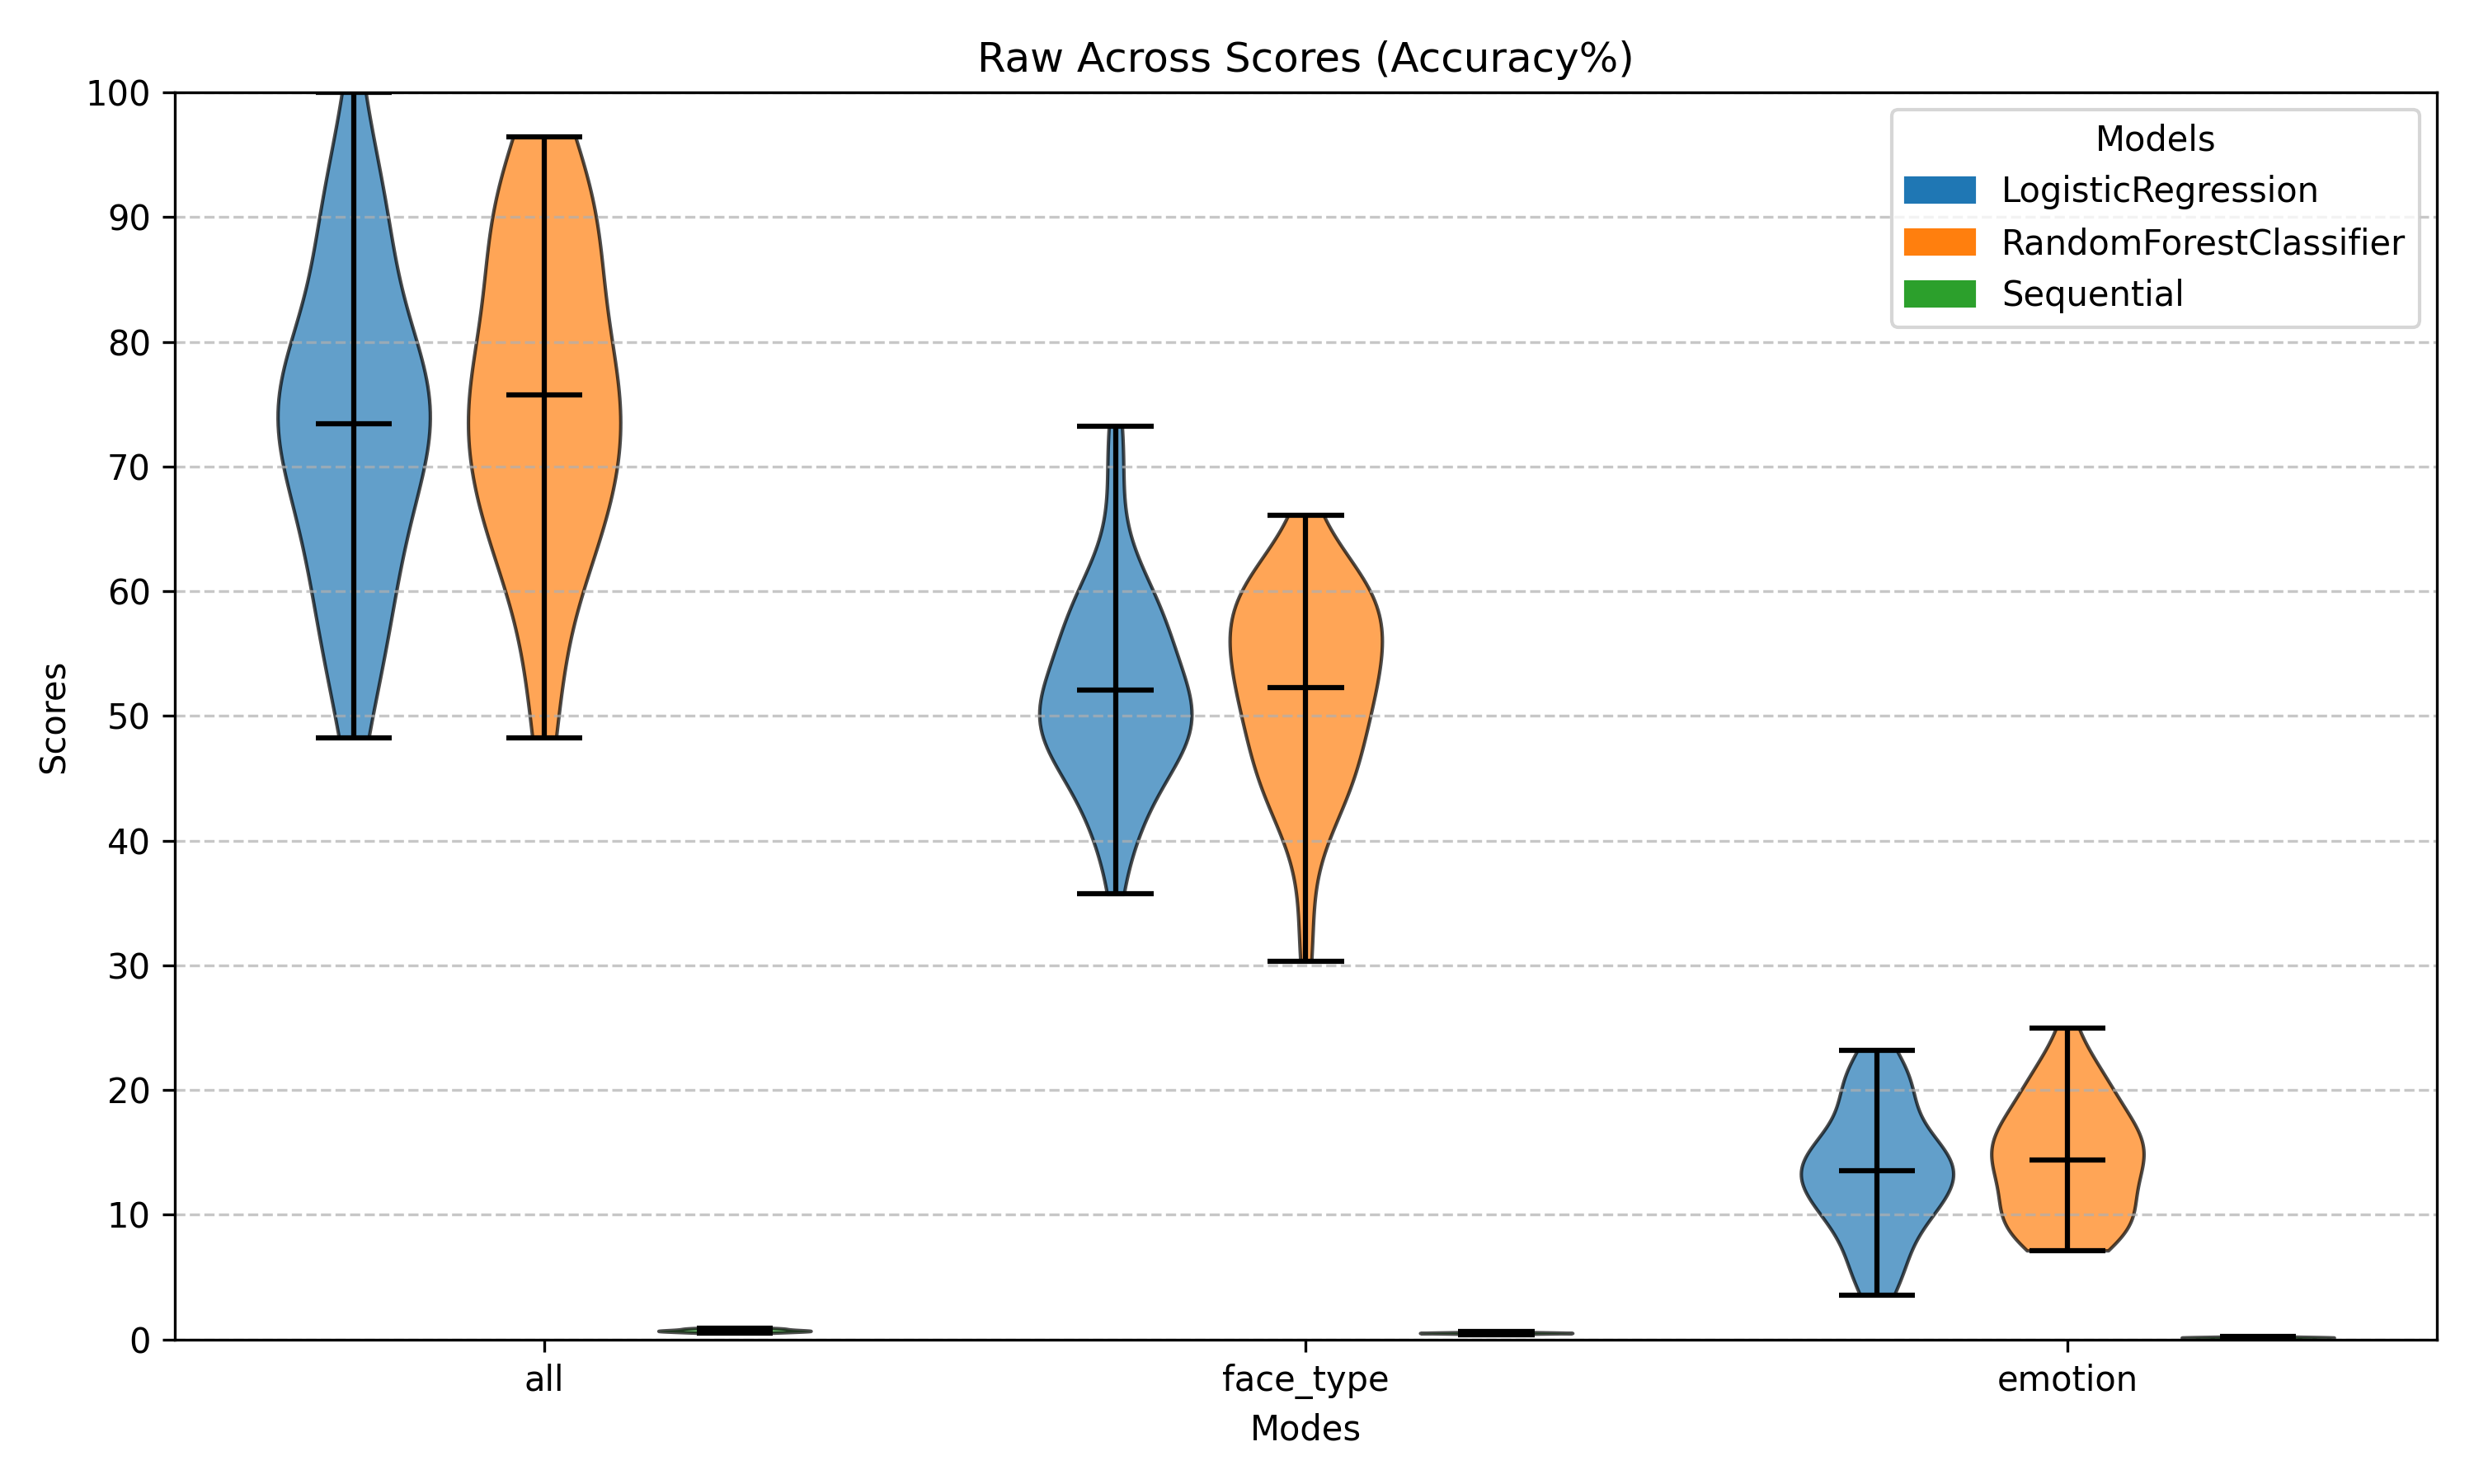 Raw Across Scores (Accuracy%)
Models
LogisticRegression
RandomForestClassifier
Sequential
100
90
80
70
60
50
40
30
20
10
0
Scores
all
face_type
emotion
Modes